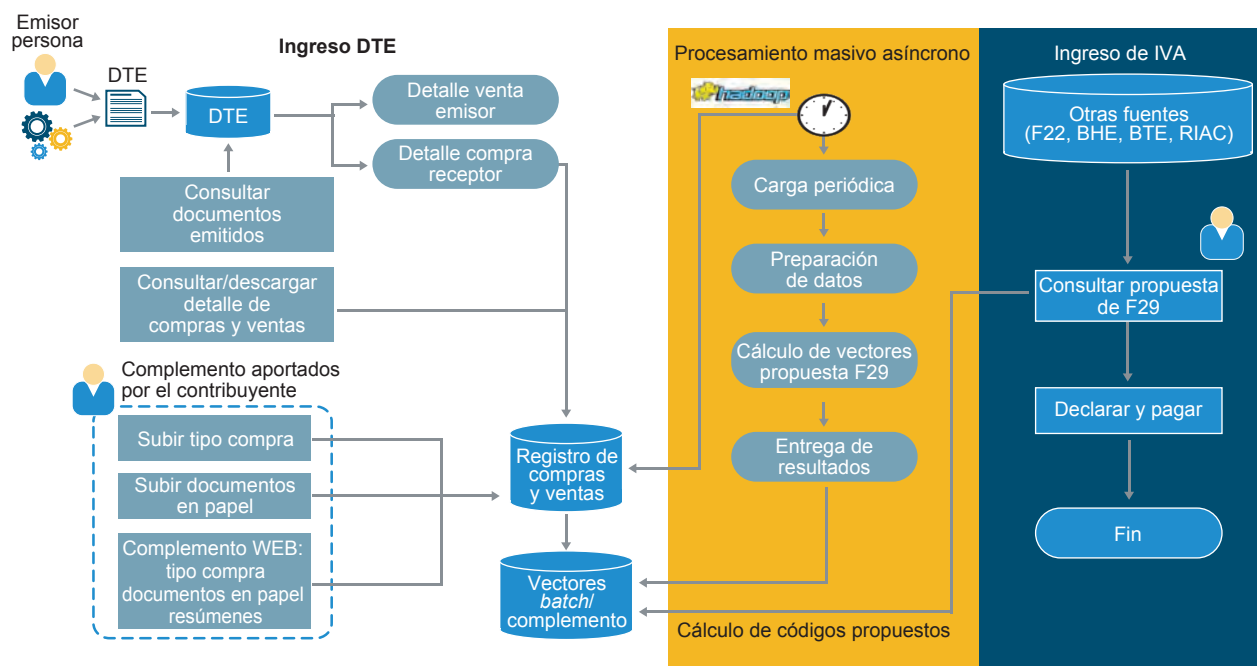 Emisor
persona
DTE
Ingreso DTE
DTE
Detalle venta
emisor
Detalle compra
receptor
Consultar
documentos
emitidos
Consultar/descargar
detalle de
compras y ventas
Complemento aportados
por el contribuyente
Subir tipo compra
Subir documentos
en papel
Complemento WEB:
tipo compra
documentos en papel
resúmenes
Registro de
compras
y ventas
Vectores
batch/
complemento
Procesamiento masivo asíncrono
hadoop
Carga periódica
Preparación
de datos
Cálculo de vectores
propuesta F29
Entrega de
resultados
Cálculo de códigos propuestos
Ingreso de IVA
Otras fuentes
(F22, BHE, BTE, RIAC)
Consultar propuesta
de F29
Declarar y pagar
Fin